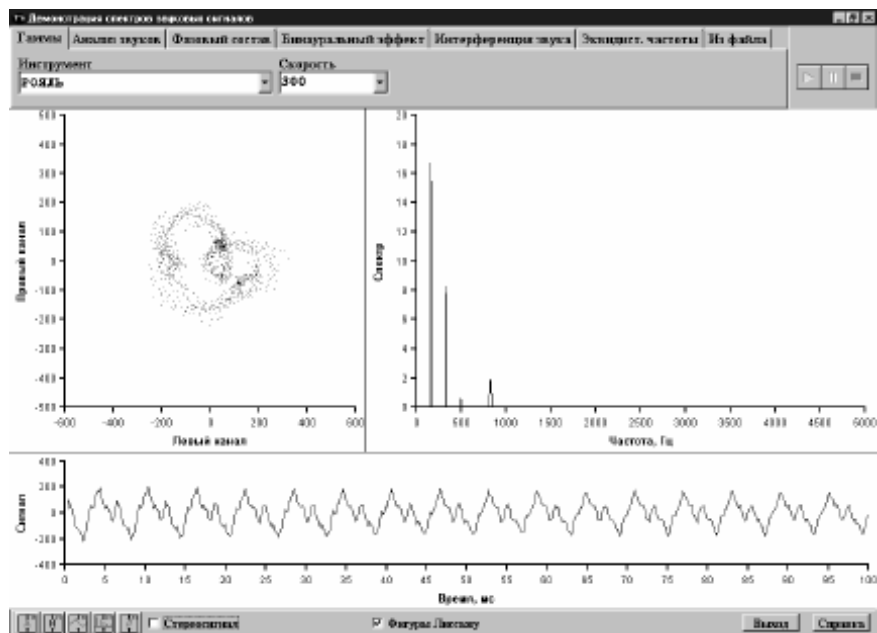 Демонстрация спектров звуковых сигналов
Гаммы Анализ звуков Фазовый состав Бинауральный эффект Интерференция звука Эквидист. частоты Из файла
Инструмент Скорость
РОЯЛЬ 300
500
400
300
200
100
0
-100
-200
-300
-400
-500
Правый канал
-600 -400 -200 0 200 400 600
Левый канал
20
18
16
14
12
10
8
6
4
2
0
Спектр
0 500 1000 1500 2000 2500 3000 3500 4000 4500 5000
Частота, Гц
400
200
0
-200
-400
Сигнал
0 5 10 15 20 25 30 35 40 45 50 55 60 65 70 75 80 85 90 95 100
Время, мс
Стереосигнал Фигуры Лиссажу Выход Справка